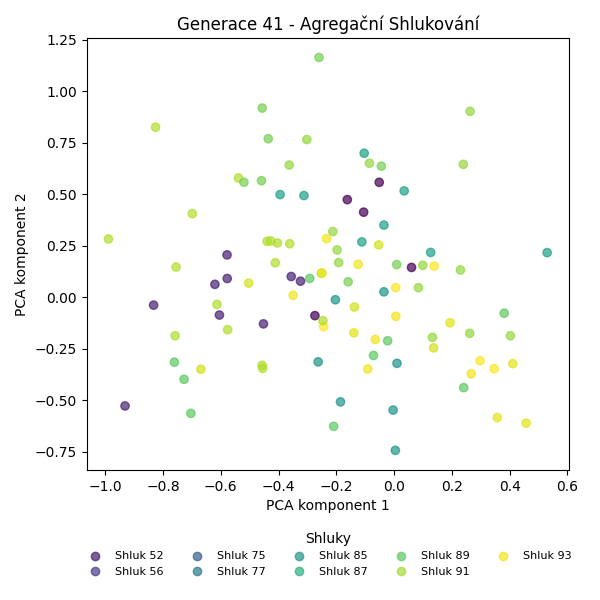 Generace 41 - Agregační Shlukování
1.25
1.00
0.75
0.50
0.25
0.00
−0.25
−0.50
−0.75
PCA komponent 2
−1.0 −0.8 −0.6 −0.4 −0.2 0.0 0.2 0.4 0.6
PCA komponent 1
Shluky
Shluk 52 Shluk 75 Shluk 85 Shluk 89 Shluk 93
Shluk 56 Shluk 77 Shluk 87 Shluk 91